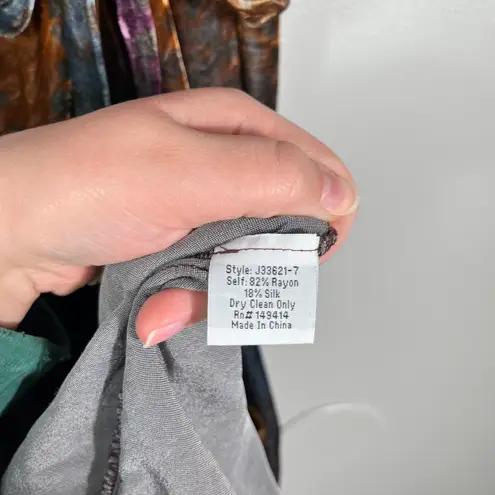 Style: J33621-7
Self: 82% Rayon
18% Silk
Dry Clean Only
Rn# 149414
Made In China